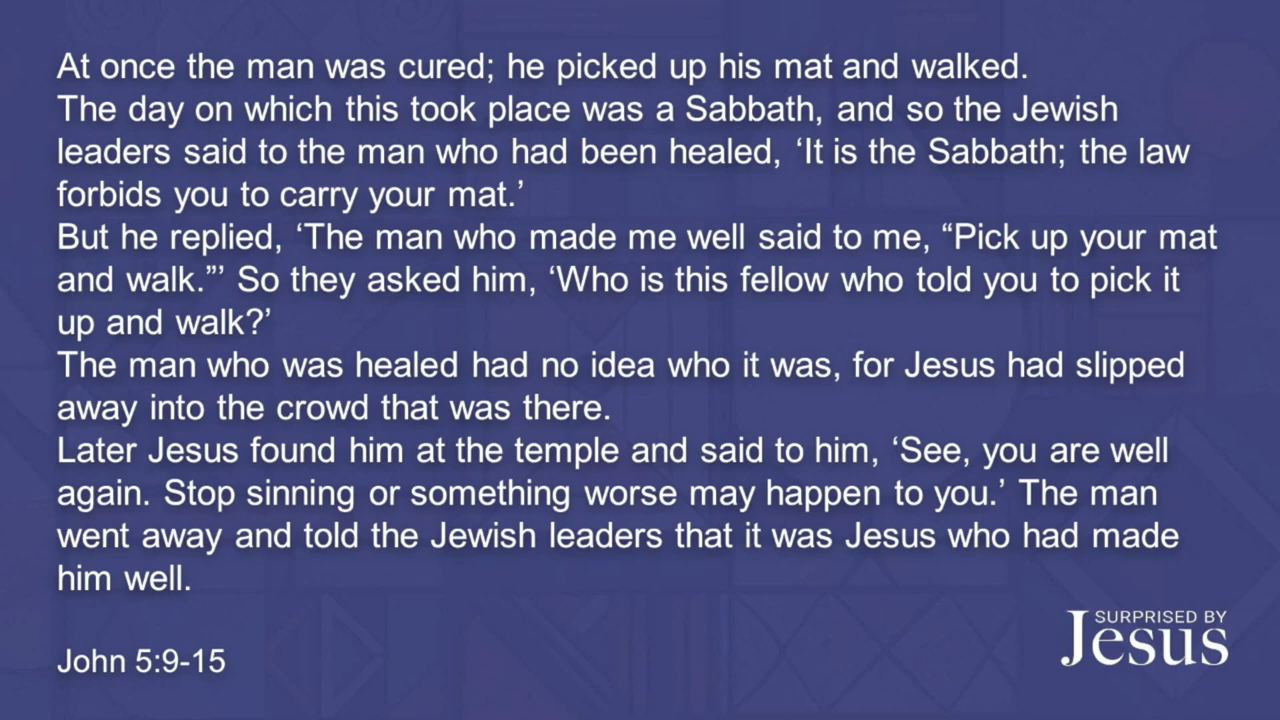 At once the man was cured; he picked up his mat and walked.
The day on which this took place was a Sabbath, and so the Jewish
leaders said to the man who had been healed, ‘It is the Sabbath; the law
forbids you to carry your mat.’
But he replied, ‘The man who made me well said to me, “Pick up your mat
and walk.”’ So they asked him, ‘Who is this fellow who told you to pick it
up and walk?’
The man who was healed had no idea who it was, for Jesus had slipped
away into the crowd that was there.
Later Jesus found him at the temple and said to him, ‘See, you are well
again. Stop sinning or something worse may happen to you.’ The man
went away and told the Jewish leaders that it was Jesus who had made
him well.
John 5:9-15
SURPRISED BY
Jesus